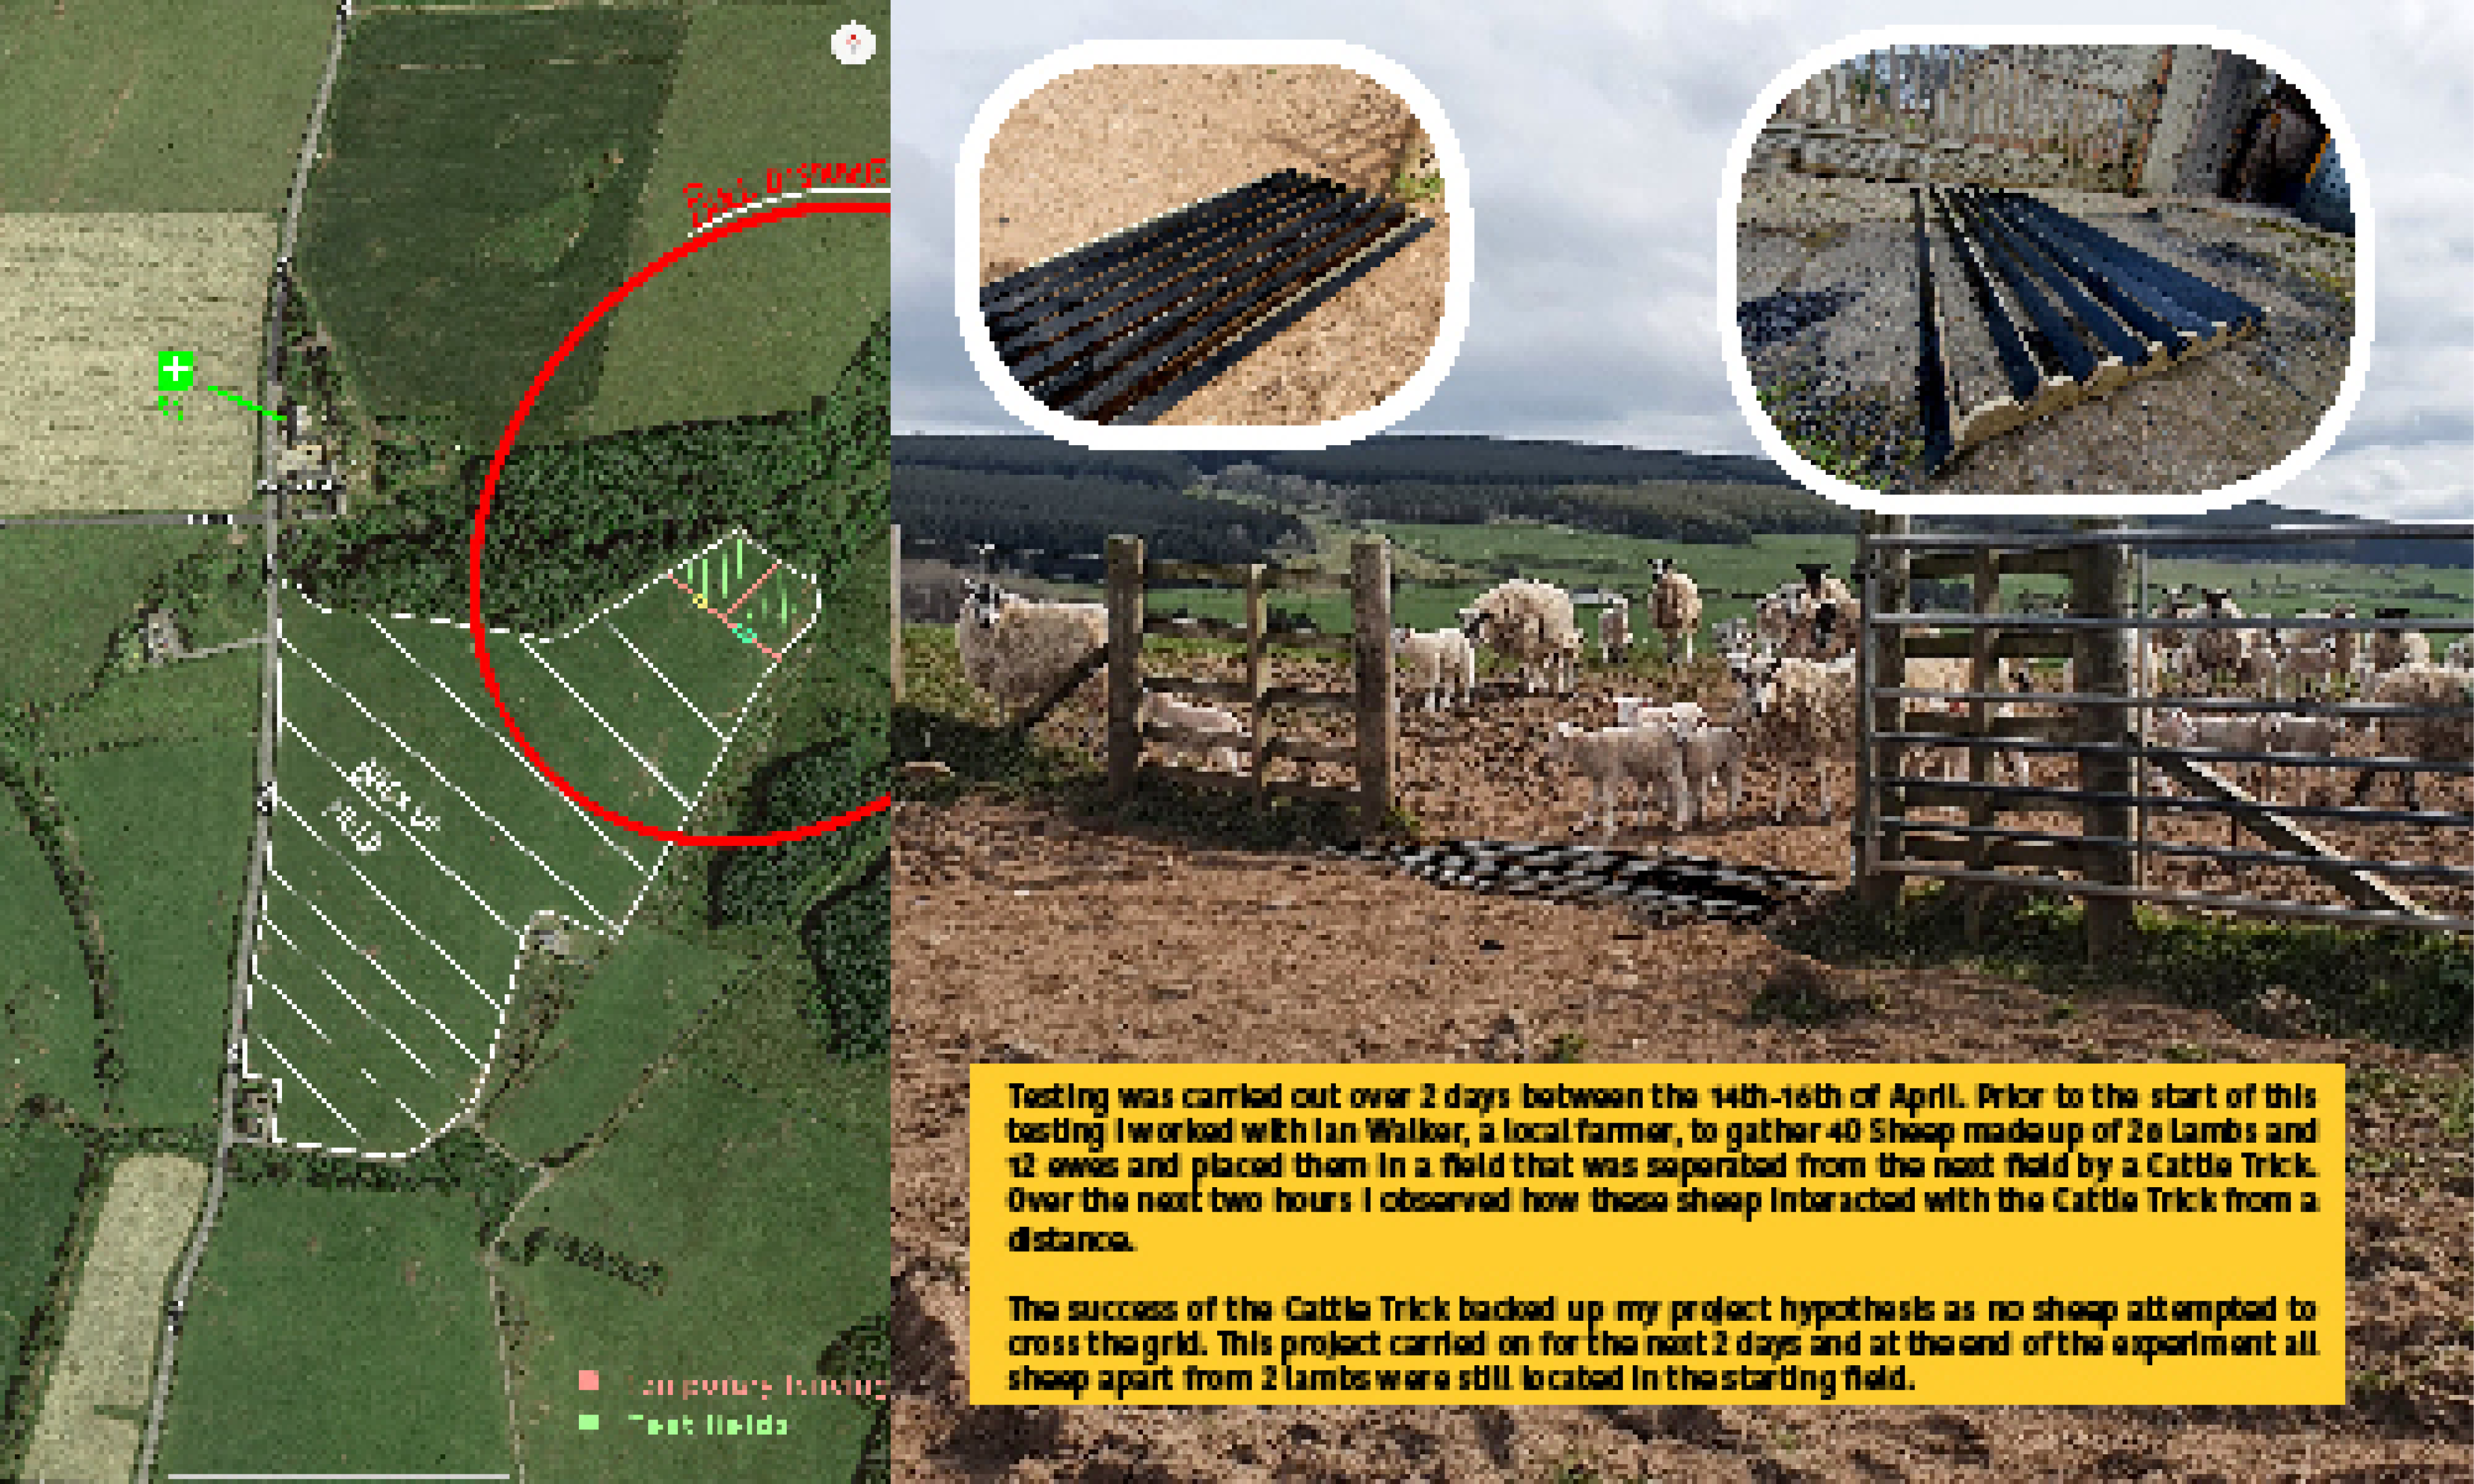 DISTANCE
BACK UP
FIELD
Temporary fencing
Test fields
Testing was carried out over 2 days between the 14th-16th of April. Prior to the start of this
testing I worked with Ian Walker, a local farmer, to gather 40 Sheep made up of 28 Lambs and
12 ewes and placed them in a field that was seperated from the next field by a Cattle Trick.
Over the next two hours I observed how these sheep interacted with the Cattle Trick from a
distance.
The success of the Cattle Trick backed up my project hypothesis as no sheep attempted to
cross the grid. This project carried on for the next 2 days and at the end of the experiment all
sheep apart from 2 lambs were still located in the starting field.